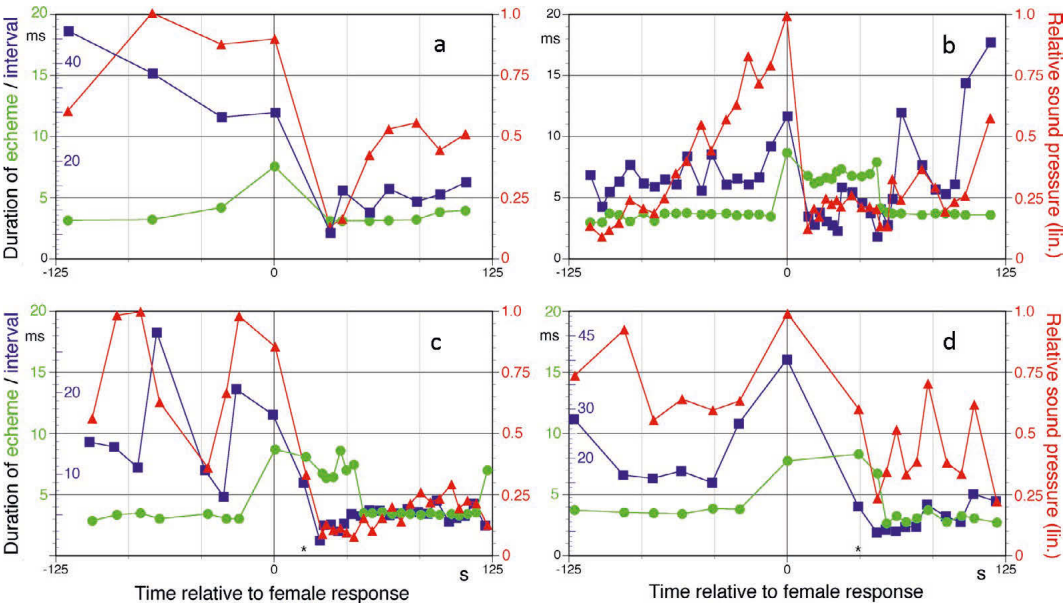 20 1.0 20 1.0
ms a ms b
40
15 0.75 15 0.75
10 0.5 10 0.5
20
5 0.25 5 0.25
0 0 0 0
-125 0 125 -125 0 125
Duration of echeme / interval
Relative sound pressure (lin.)
20 1.0 20 1.0
ms c ms 45 d
15 0.75 15 0.75
20 30
10 0.5 10 0.5
10 20
5 0.25 5 0.25
* *
0 0 0 0
-125 0 s 125 -125 0 s 125
Duration of echeme / interval
Relative sound pressure (lin.)
Time relative to female response Time relative to female response